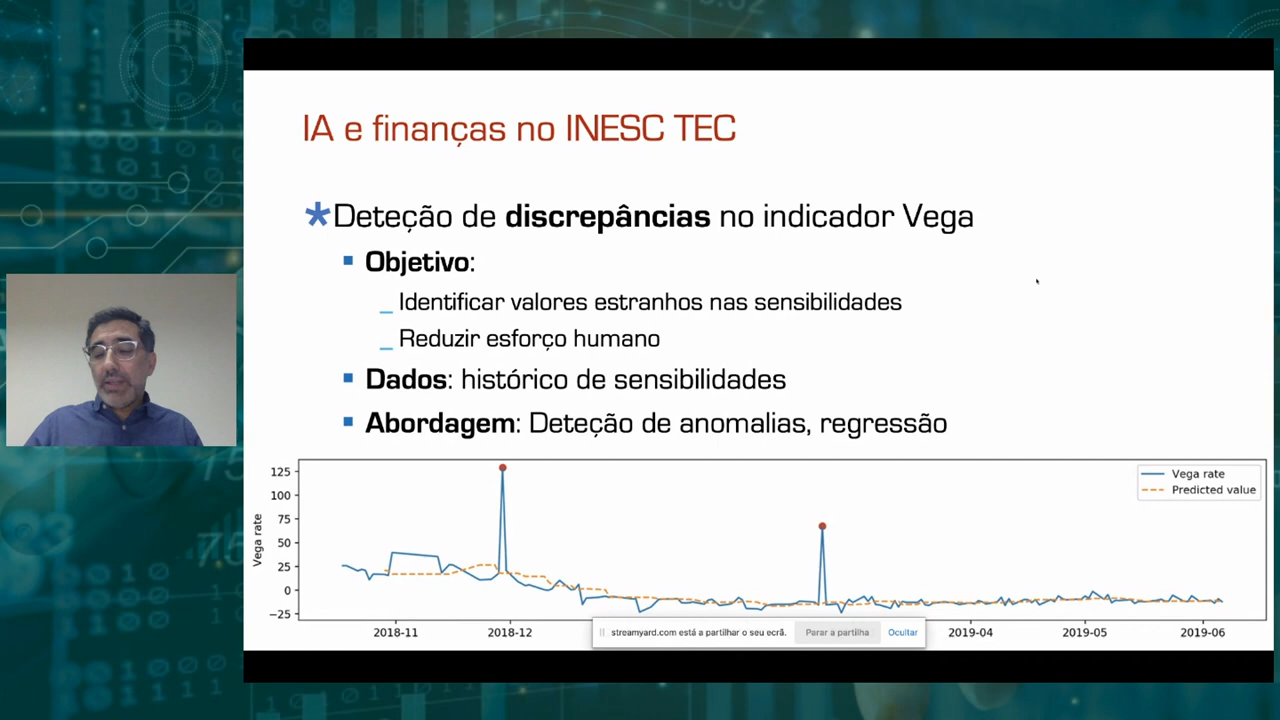 IA e finanças no INESC TEC
*Deteção de discrepâncias no indicador Vega
▪ Objetivo:
_ Identificar valores estranhos nas sensibilidades
_ Reduzir esforço humano
▪ Dados: histórico de sensibilidades
▪ Abordagem: Deteção de anomalias, regressão
Vega rate
Predicted value
Vega rate
125
100
75
50
25
0
−25
2018-11 2018-12 2019-04 2019-05 2019-06
streamyard.com está a partilhar o seu ecrã. Parar a partilha Ocultar